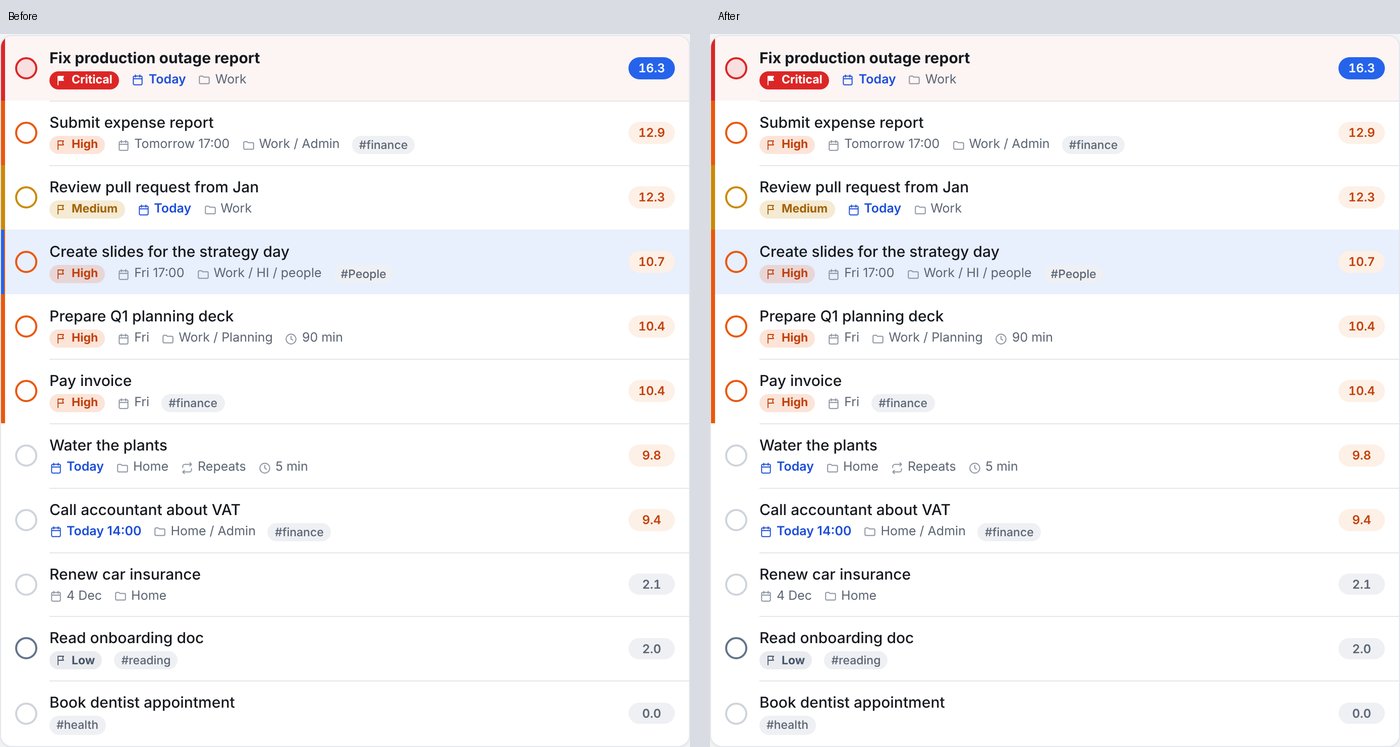 Before
Fix production outage report
Critical Today Work
16.3
Submit expense report
High Tomorrow 17:00 Work / Admin #finance
12.9
Review pull request from Jan
Medium Today Work
12.3
Create slides for the strategy day
High Fri 17:00 Work / HI / people #People
10.7
Prepare Q1 planning deck
High Fri Work / Planning 90 min
10.4
Pay invoice
High Fri #finance
10.4
Water the plants
Today Home Repeats 5 min
9.8
Call accountant about VAT
Today 14:00 Home / Admin #finance
9.4
Renew car insurance
4 Dec Home
2.1
Read onboarding doc
Low #reading
2.0
Book dentist appointment
#health
0.0
After
Fix production outage report
Critical Today Work
16.3
Submit expense report
High Tomorrow 17:00 Work / Admin #finance
12.9
Review pull request from Jan
Medium Today Work
12.3
Create slides for the strategy day
High Fri 17:00 Work / HI / people #People
10.7
Prepare Q1 planning deck
High Fri Work / Planning 90 min
10.4
Pay invoice
High Fri #finance
10.4
Water the plants
Today Home Repeats 5 min
9.8
Call accountant about VAT
Today 14:00 Home / Admin #finance
9.4
Renew car insurance
4 Dec Home
2.1
Read onboarding doc
Low #reading
2.0
Book dentist appointment
#health
0.0